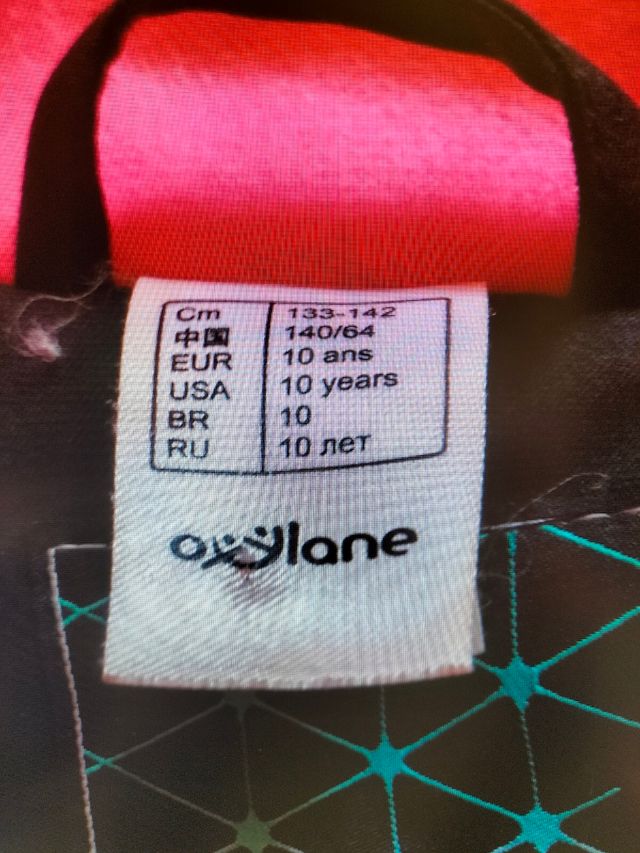 Cm 133-142
中国 140/64
EUR 10 ans
USA 10 years
BR 10
RU 10 лет
oxylane